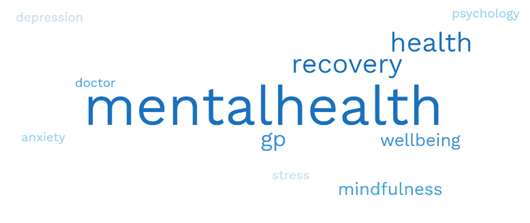 depression
psychology
health
recovery
doctor
mentalhealth
anxiety
gp
wellbeing
stress
mindfulness